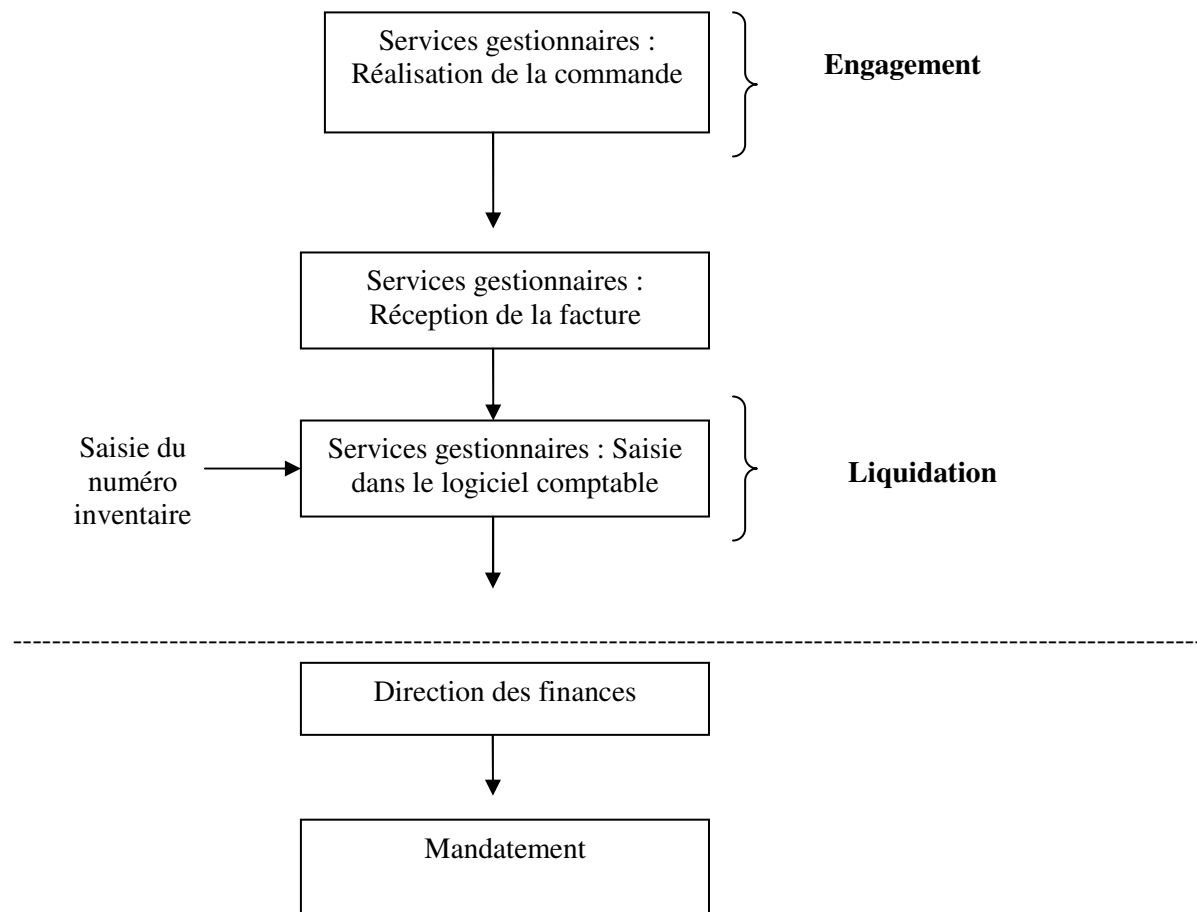 Services gestionnaires :
Réalisation de la commande
Engagement
Services gestionnaires :
Réception de la facture
Saisie du
numéro
inventaire
Services gestionnaires : Saisie
dans le logiciel comptable
Liquidation
Direction des finances
Mandatement